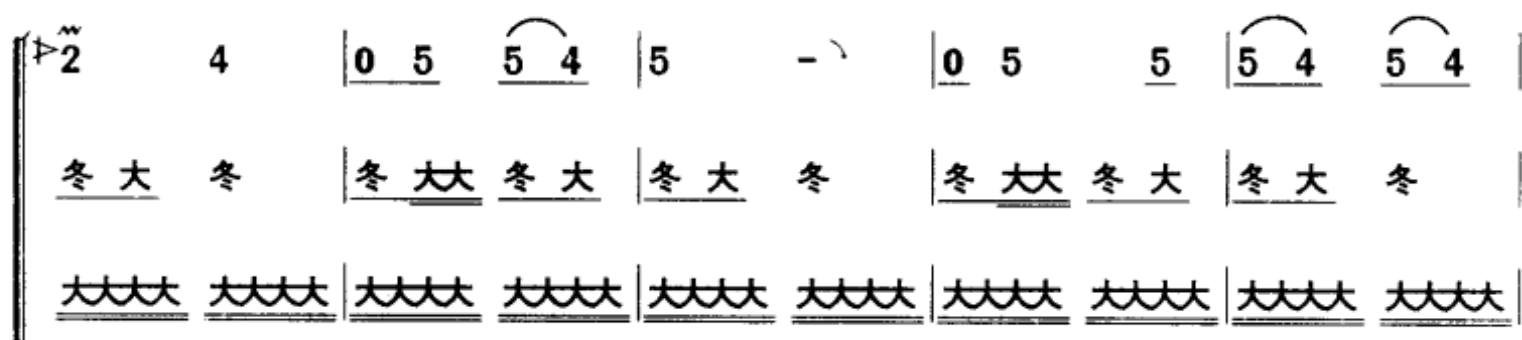 2 4 | 0 5 5 4 | 5 - | 0 5 5 | 5 4 5 4 |
冬 大 冬 | 冬 大大 冬 大 | 冬 大 冬 | 冬 大大 冬 大 | 冬 大 冬 |
大大大大 大大大大 | 大大大大 大大大大 | 大大大大 大大大大 | 大大大大 大大大大 | 大大大大 大大大大 |